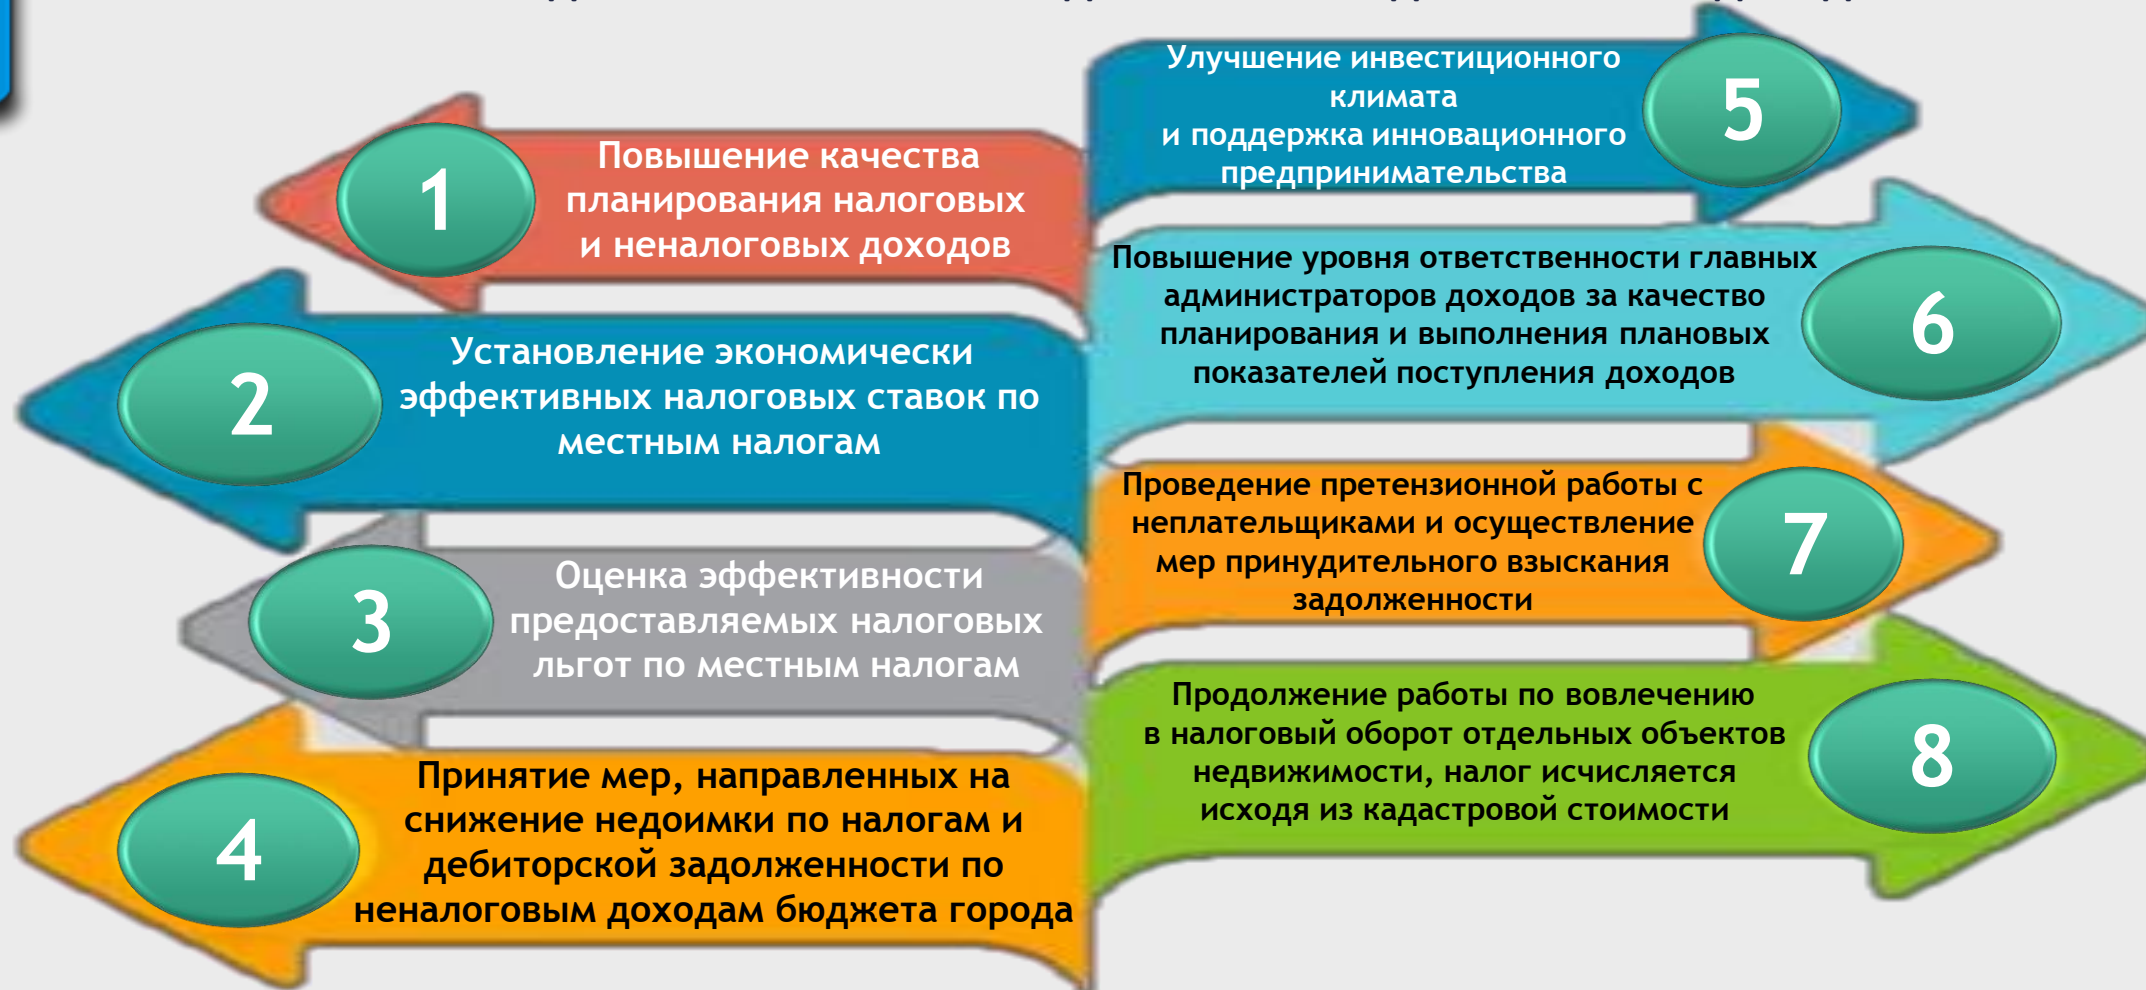 1
Повышение качества
планирования налоговых
и неналоговых доходов
2
Установление экономически
эффективных налоговых ставок по
местным налогам
3
Оценка эффективности
предоставляемых налоговых
льгот по местным налогам
4
Принятие мер, направленных на
снижение недоимки по налогам и
дебиторской задолженности по
неналоговым доходам бюджета города
Улучшение инвестиционного
климата
и поддержка инновационного
предпринимательства
5
Повышение уровня ответственности главных
администраторов доходов за качество
планирования и выполнения плановых
показателей поступления доходов
6
Проведение претензионной работы с
неплательщиками и осуществление
мер принудительного взыскания
задолженности
7
Продолжение работы по вовлечению
в налоговый оборот отдельных объектов
недвижимости, налог исчисляется
исходя из кадастровой стоимости
8